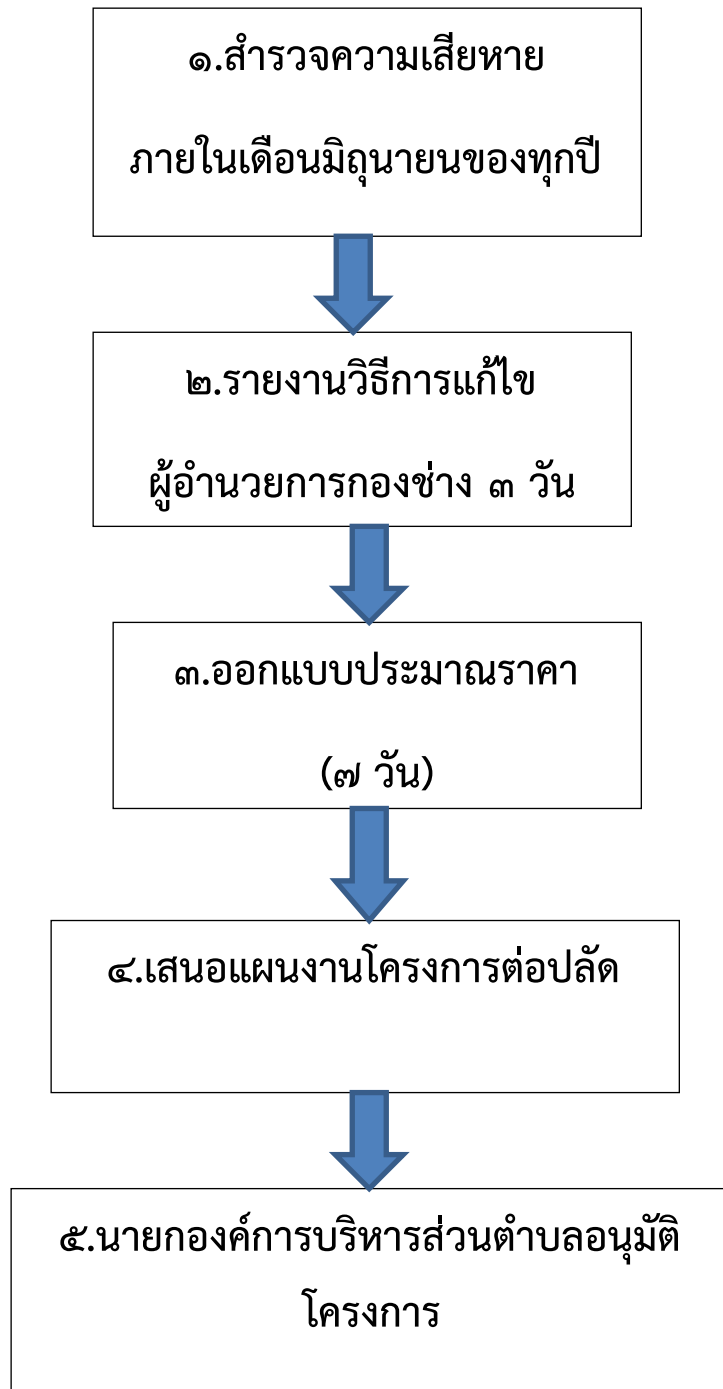 ๑.สำรวจความเสียหาย
ภายในเดือนมิถุนายนของทุกปี
๒.รายงานวิธีการแก้ไข
ผู้อำนวยการกองช่าง ๓ วัน
๓.ออกแบบประมาณราคา
(๗ วัน)
๔.เสนอแผนงานโครงการต่อปลัด
๕.นายกองค์การบริหารส่วนตำบลอนุมัติ
โครงการ